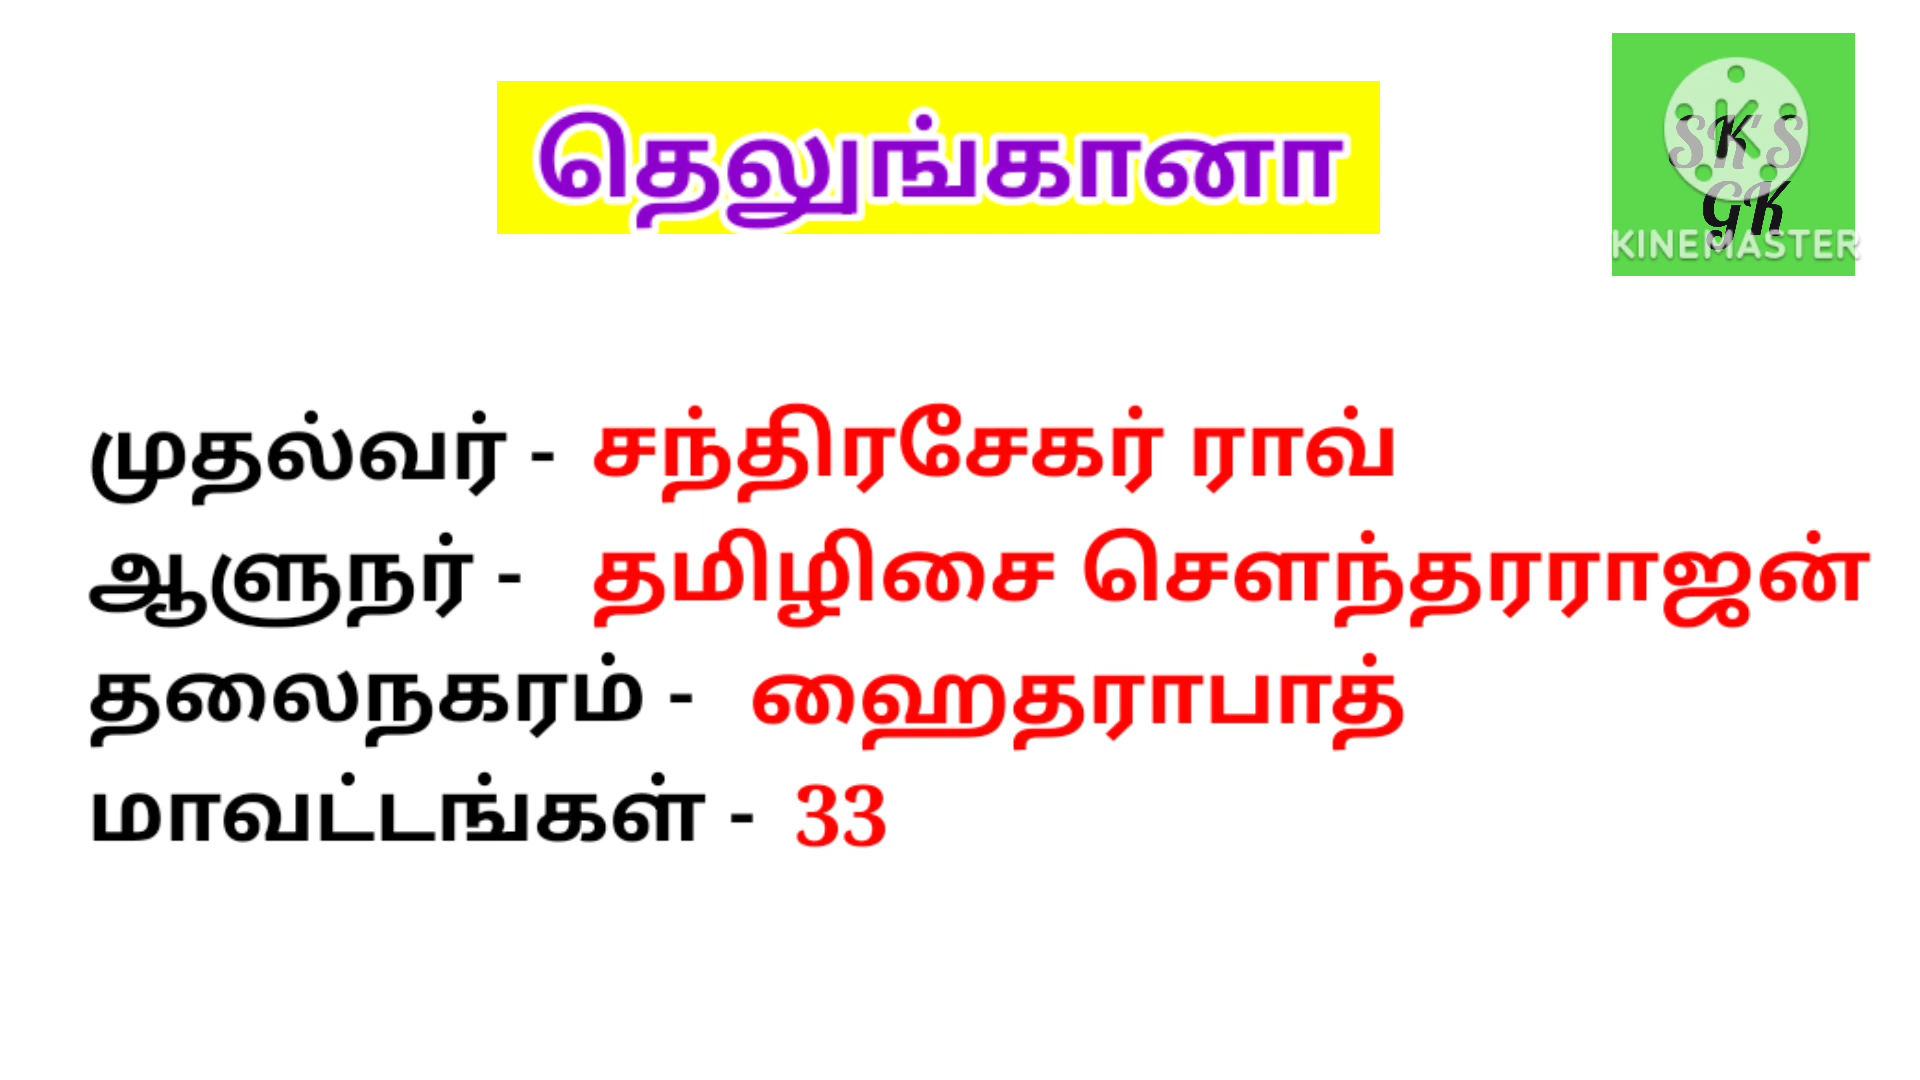 தெலுங்கானா
SK'S
GK
KINEMASTER
முதல்வர் - சந்திரசேகர் ராவ்
ஆளுநர் - தமிழிசை சௌந்தரராஜன்
தலைநகரம் - ஹைதராபாத்
மாவட்டங்கள் - 33